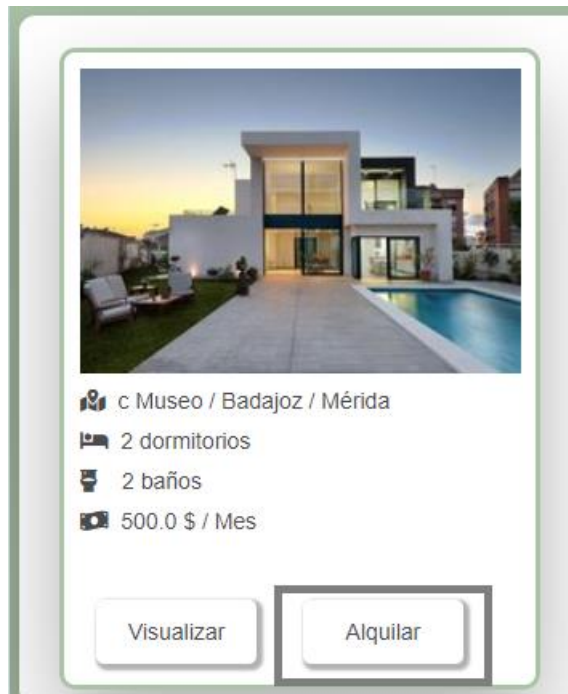 c Museo / Badajoz / Mérida
2 dormitorios
2 baños
500.0 $ / Mes
Visualizar
Alquilar